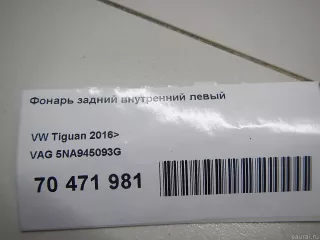 Фонарь задний внутренний левый
VW Tiguan 2016>
VAG 5NA945093G
70 471 981